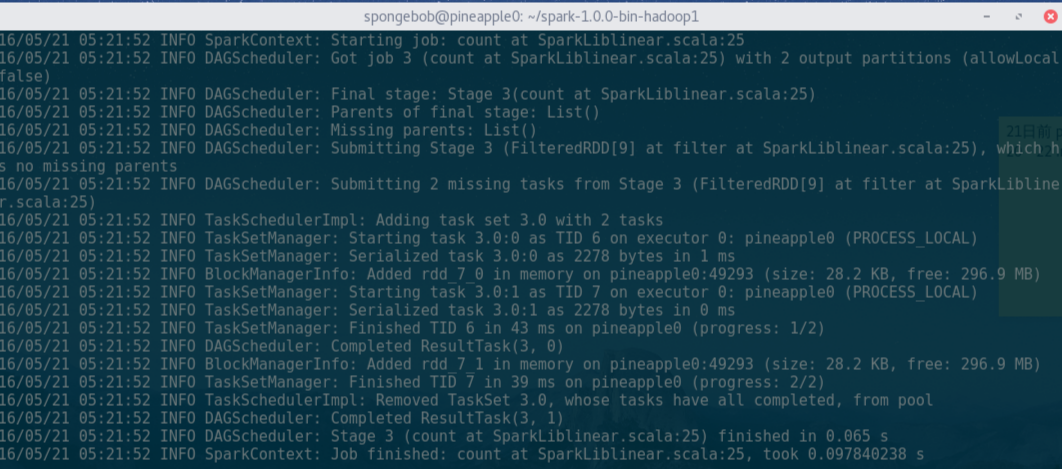 spongebob@pineapple0: ~/spark-1.0.0-bin-hadoop1
16/05/21 05:21:52 INFO SparkContext: Starting job: count at SparkLiblinear.scala:25
16/05/21 05:21:52 INFO DAGScheduler: Got job 3 (count at SparkLiblinear.scala:25) with 2 output partitions (allowLocal
false)
16/05/21 05:21:52 INFO DAGScheduler: Final stage: Stage 3(count at SparkLiblinear.scala:25)
16/05/21 05:21:52 INFO DAGScheduler: Parents of final stage: List()
16/05/21 05:21:52 INFO DAGScheduler: Missing parents: List()
16/05/21 05:21:52 INFO DAGScheduler: Submitting Stage 3 (FilteredRDD[9] at filter at SparkLiblinear.scala:25), which h
s no missing parents
16/05/21 05:21:52 INFO DAGScheduler: Submitting 2 missing tasks from Stage 3 (FilteredRDD[9] at filter at SparkLibline
r.scala:25)
16/05/21 05:21:52 INFO TaskSchedulerImpl: Adding task set 3.0 with 2 tasks
16/05/21 05:21:52 INFO TaskSetManager: Starting task 3.0:0 as TID 6 on executor 0: pineapple0 (PROCESS_LOCAL)
16/05/21 05:21:52 INFO TaskSetManager: Serialized task 3.0:0 as 2278 bytes in 1 ms
16/05/21 05:21:52 INFO BlockManagerInfo: Added rdd_7_0 in memory on pineapple0:49293 (size: 28.2 KB, free: 296.9 MB)
16/05/21 05:21:52 INFO TaskSetManager: Starting task 3.0:1 as TID 7 on executor 0: pineapple0 (PROCESS_LOCAL)
16/05/21 05:21:52 INFO TaskSetManager: Serialized task 3.0:1 as 2278 bytes in 0 ms
16/05/21 05:21:52 INFO TaskSetManager: Finished TID 6 in 43 ms on pineapple0 (progress: 1/2)
16/05/21 05:21:52 INFO DAGScheduler: Completed ResultTask(3, 0)
16/05/21 05:21:52 INFO BlockManagerInfo: Added rdd_7_1 in memory on pineapple0:49293 (size: 28.2 KB, free: 296.9 MB)
16/05/21 05:21:52 INFO TaskSetManager: Finished TID 7 in 39 ms on pineapple0 (progress: 2/2)
16/05/21 05:21:52 INFO TaskSchedulerImpl: Removed TaskSet 3.0, whose tasks have all completed, from pool
16/05/21 05:21:52 INFO DAGScheduler: Completed ResultTask(3, 1)
16/05/21 05:21:52 INFO DAGScheduler: Stage 3 (count at SparkLiblinear.scala:25) finished in 0.065 s
16/05/21 05:21:52 INFO SparkContext: Job finished: count at SparkLiblinear.scala:25, took 0.097840238 s
21日前